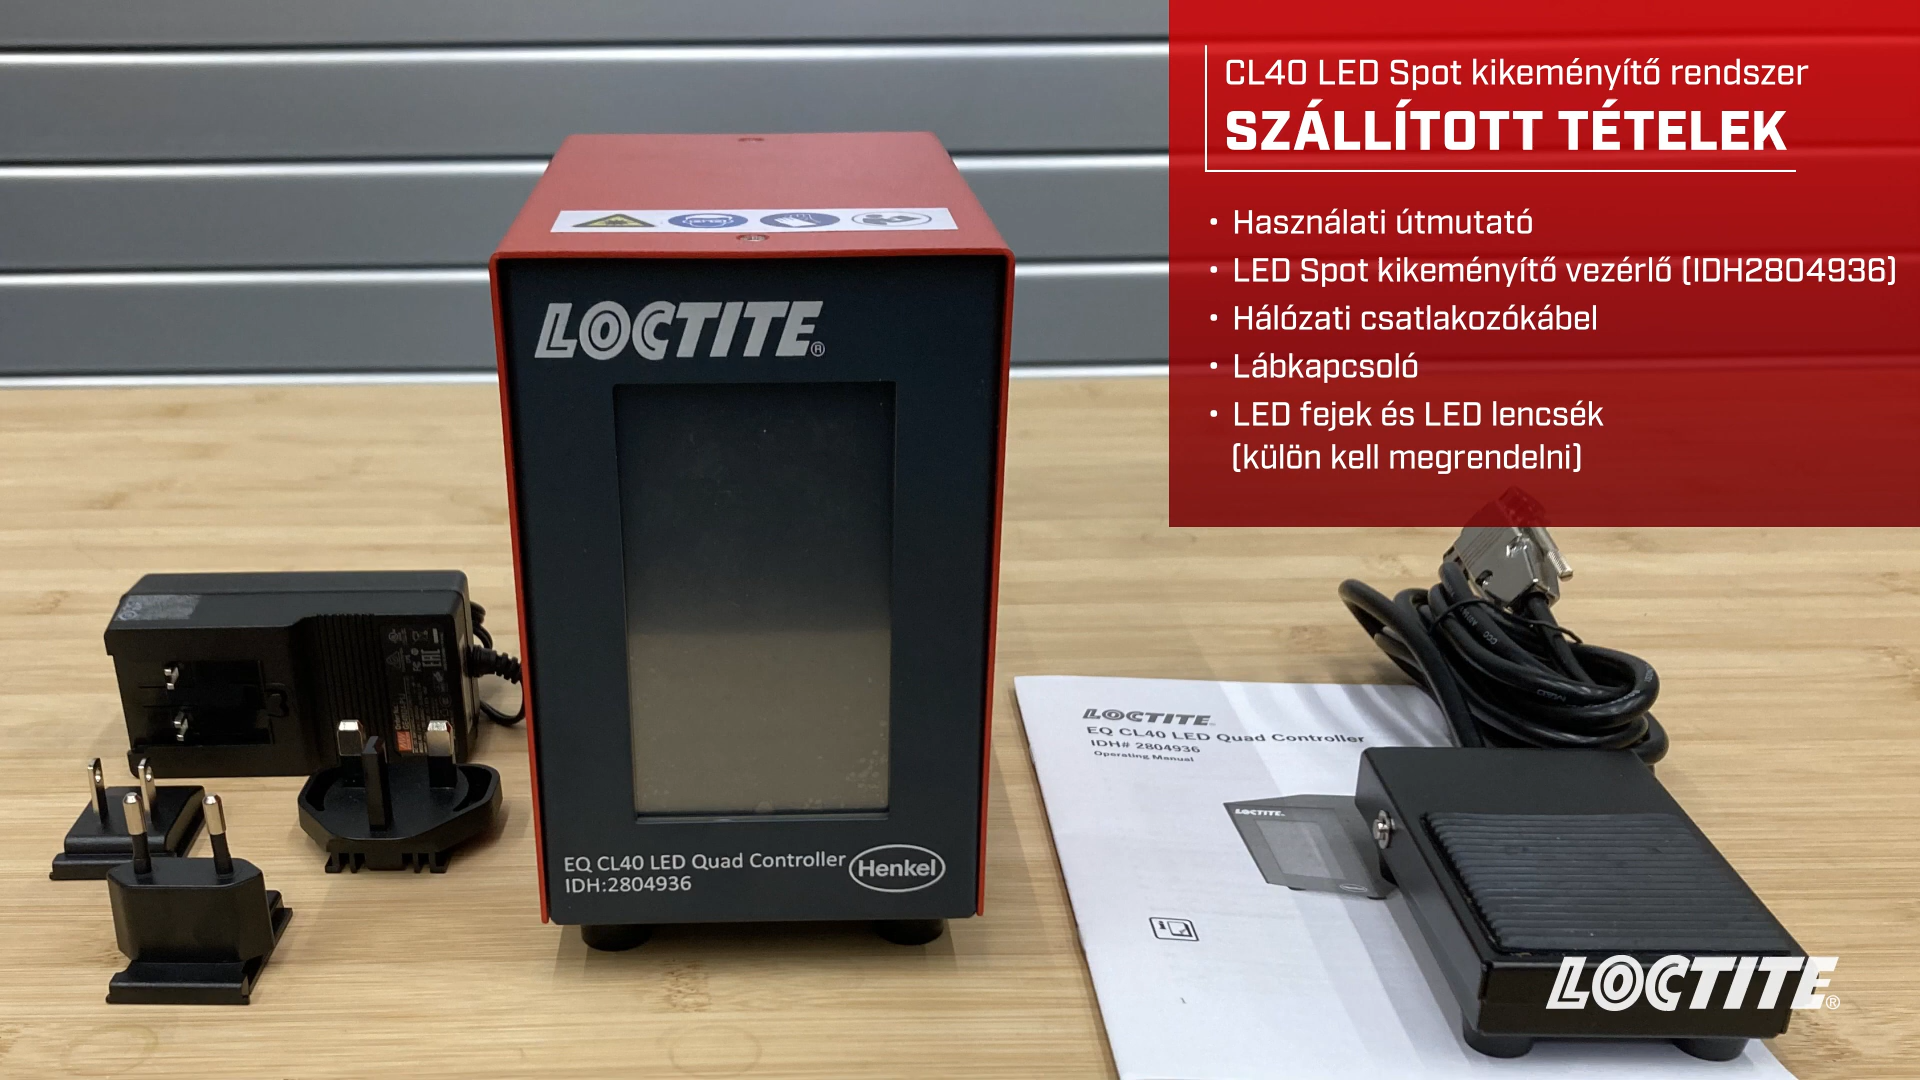 CL40 LED Spot kikeményítő rendszer
SZÁLLÍTOTT TÉTELEK
• Használati útmutató
• LED Spot kikeményítő vezérlő (IDH2804936)
• Hálózati csatlakozókábel
• Lábkapcsoló
• LED fejek és LED lencsék
(külön kell megrendelni)
LOCTITE®
EQ CL40 LED Quad Controller
IDH:2804936
Henkel
LOCTITE®
EQ CL40 LED Quad Controller
IDH# 2804936
Operating Manual
LOCTITE
LOCTITE®